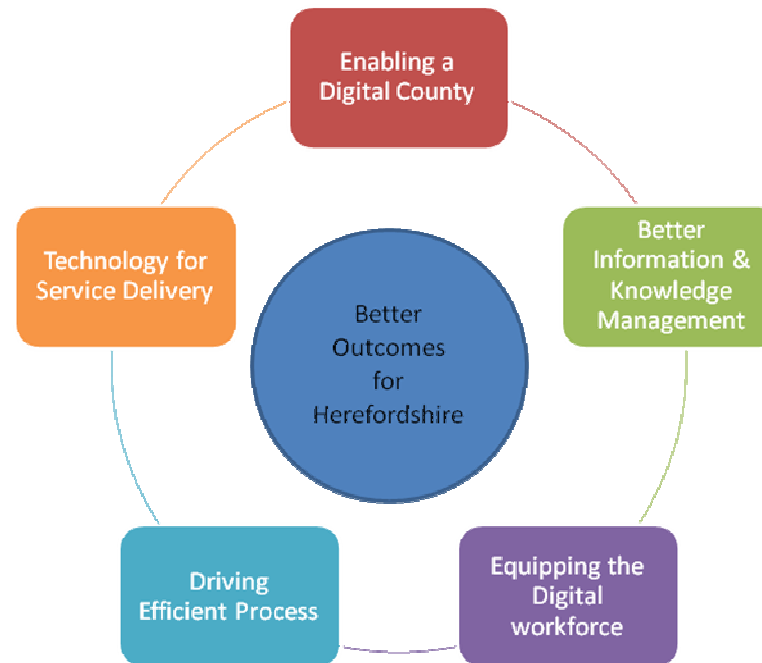 Enabling a
Digital County
Better
Information &
Knowledge
Management
Technology for
Service Delivery
Better
Outcomes
for
Herefordshire
Equipping the
Digital
workforce
Driving
Efficient Process